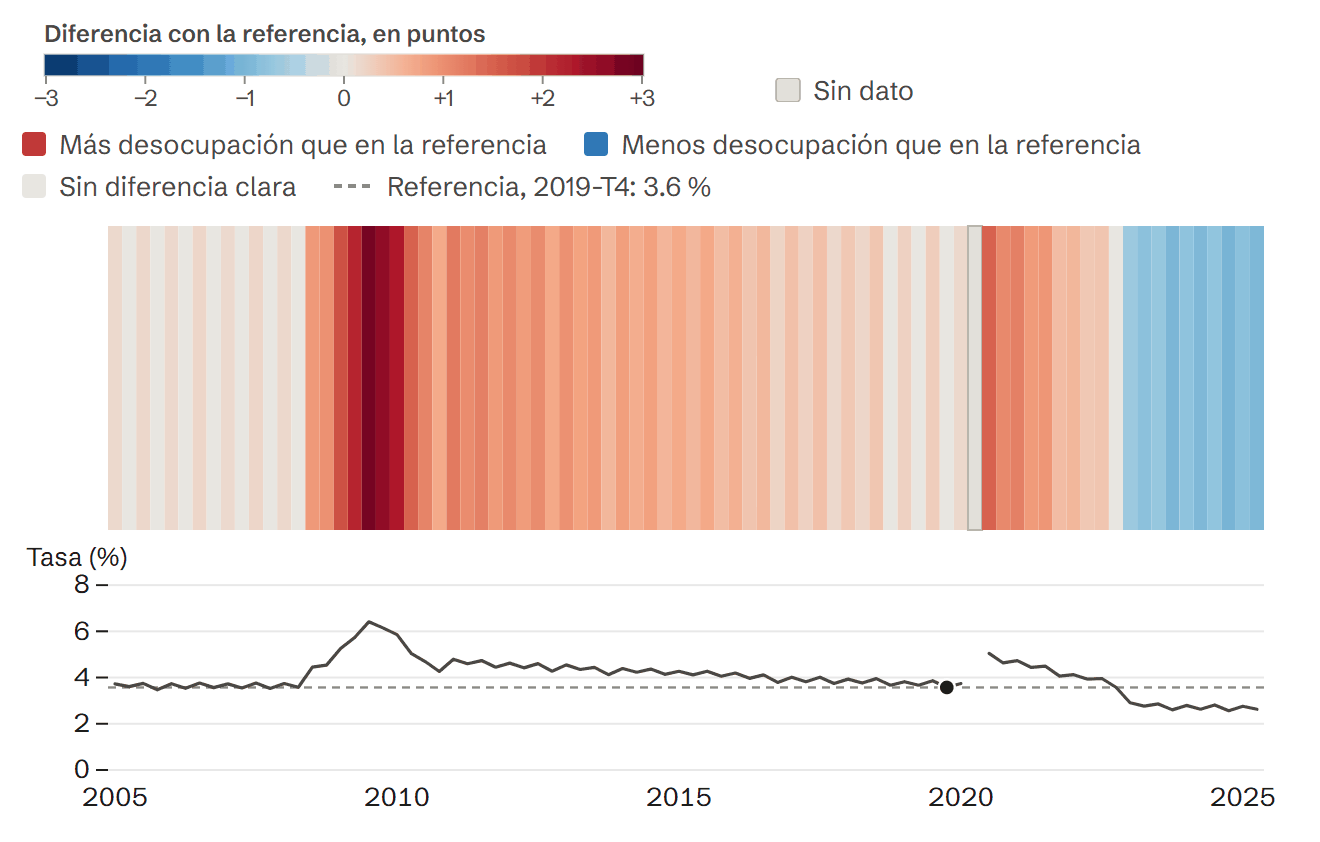 Diferencia con la referencia, en puntos
−3 −2 −1 0 +1 +2 +3
Sin dato
Más desocupación que en la referencia Menos desocupación que en la referencia
Sin diferencia clara Referencia, 2019-T4: 3.6 %
Tasa (%)
8
6
4
2
0
2005 2010 2015 2020 2025